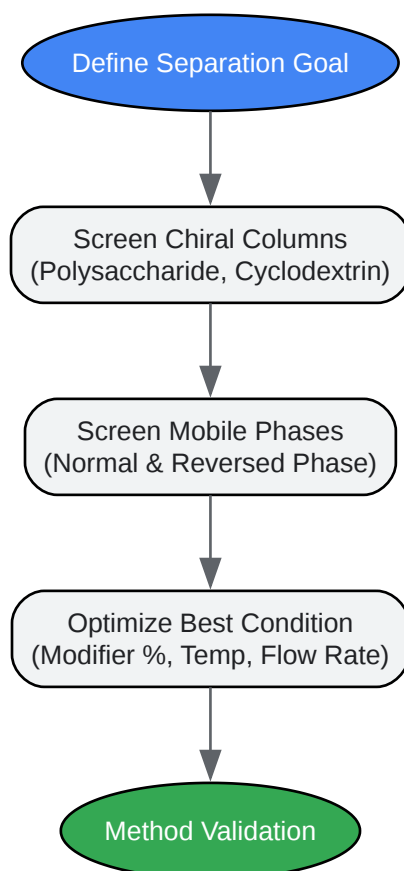 Define Separation Goal
Screen Chiral Columns
(Polysaccharide, Cyclodextrin)
Screen Mobile Phases
(Normal & Reversed Phase)
Optimize Best Condition
(Modifier %, Temp, Flow Rate)
Method Validation